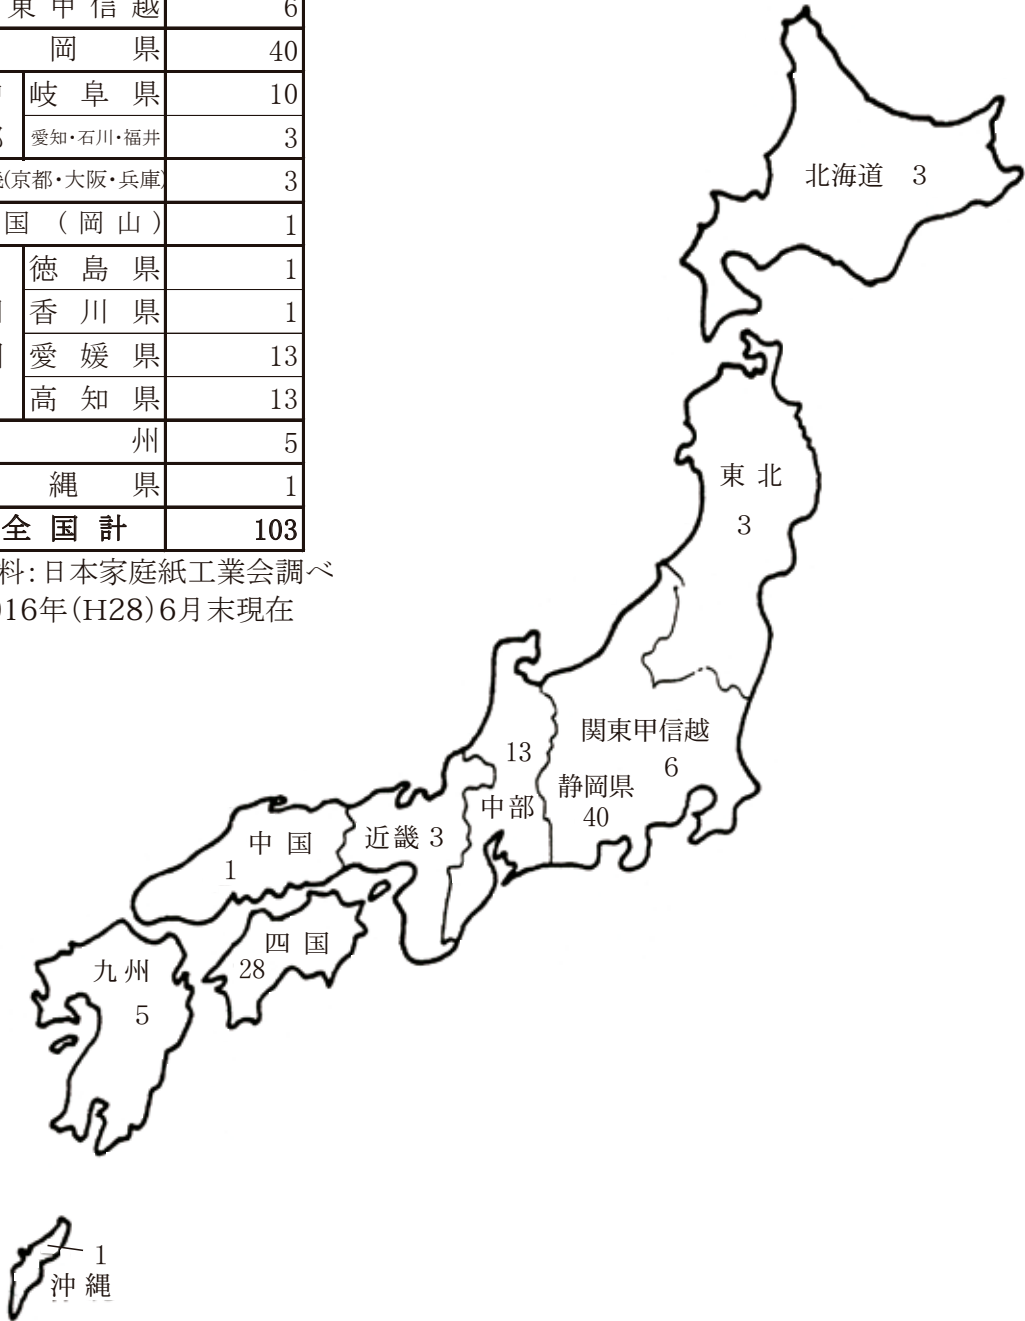 東甲信越 6
岡県 40
岐阜県 10
愛知・石川・福井 3
(京都・大阪・兵庫) 3
国(岡山) 1
徳島県 1
香川県 1
愛媛県 13
高知県 13
州 5
縄県 1
全国計 103
料:日本家庭紙工業会調べ
16年(H28)6月末現在
北海道 3
東北
3
関東甲信越
6
静岡県
40
13
中部
近畿 3
中国
1
四国
28
九州
5
1
沖縄